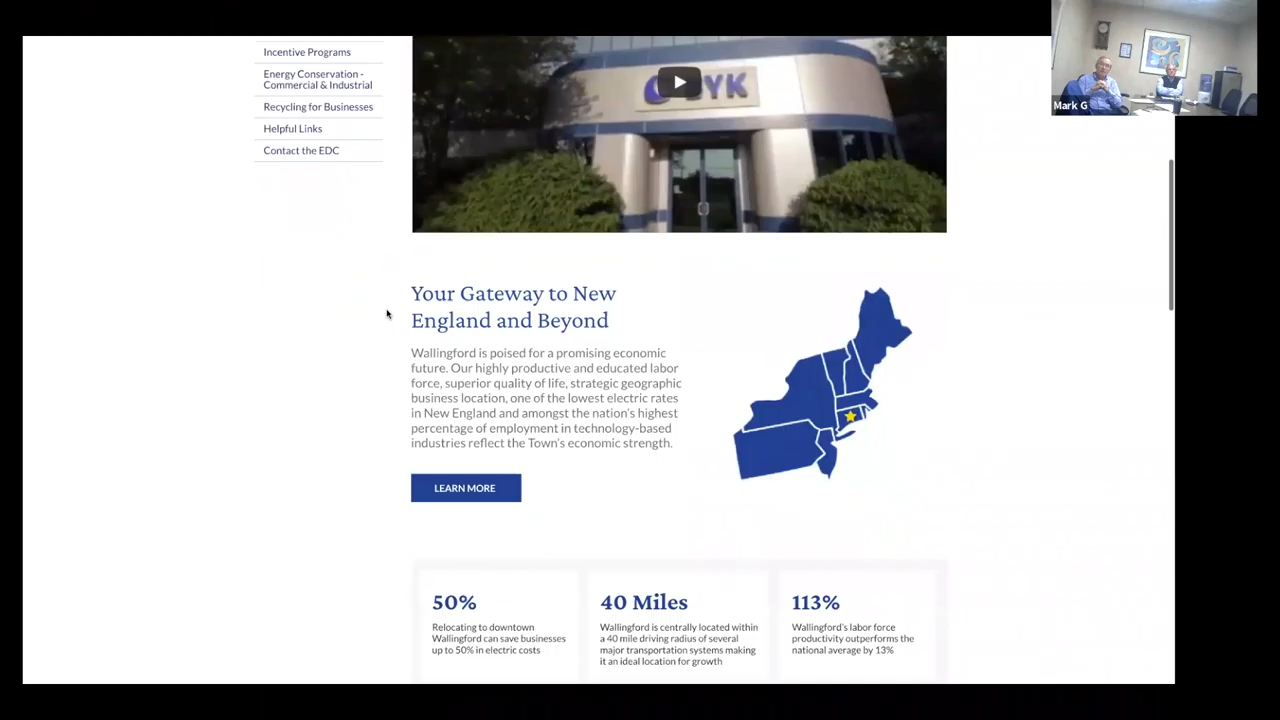 Incentive Programs
Energy Conservation -
Commercial & Industrial
Recycling for Businesses
Helpful Links
Contact the EDC
YK
Mark G
Your Gateway to New
England and Beyond
Wallingford is poised for a promising economic
future. Our highly productive and educated labor
force, superior quality of life, strategic geographic
business location, one of the lowest electric rates
in New England and amongst the nation's highest
percentage of employment in technology-based
industries reflect the Town's economic strength.
LEARN MORE
50%
Relocating to downtown
Wallingford can save businesses
up to 50% in electric costs
40 Miles
Wallingford is centrally located within
a 40 mile driving radius of several
major transportation systems making
it an ideal location for growth
113%
Wallingford's labor force
productivity outperforms the
national average by 13%